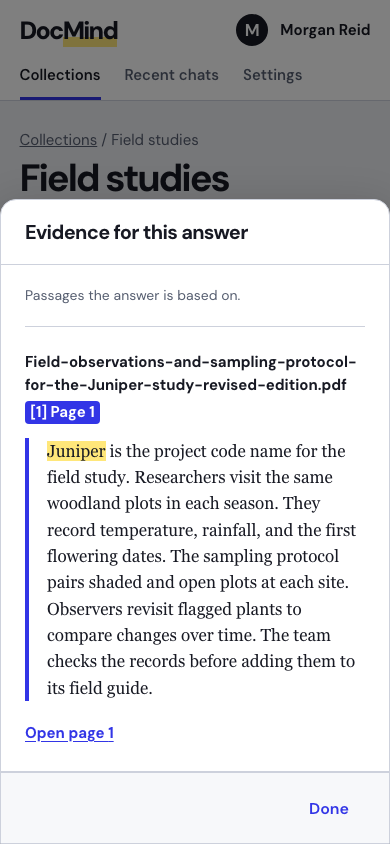 DocMind
M
Morgan Reid
Collections
Recent chats
Settings
Collections / Field studies
Field studies
Evidence for this answer
Passages the answer is based on.
Field-observations-and-sampling-protocol-
for-the-Juniper-study-revised-edition.pdf
[1] Page 1
Juniper is the project code name for the
field study. Researchers visit the same
woodland plots in each season. They
record temperature, rainfall, and the first
flowering dates. The sampling protocol
pairs shaded and open plots at each site.
Observers revisit flagged plants to
compare changes over time. The team
checks the records before adding them to
its field guide.
Open page 1
Done